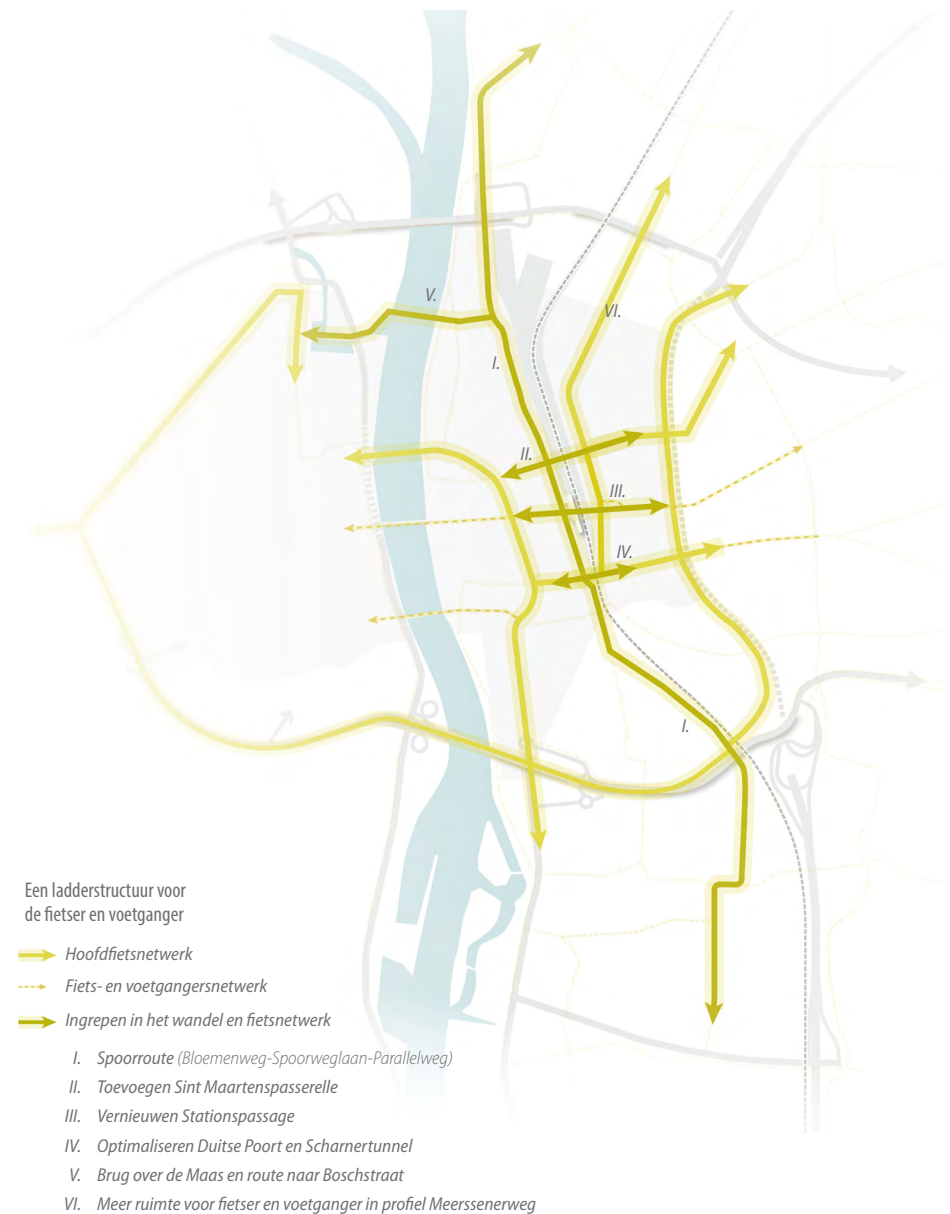 V.
VI.
I.
II.
III.
IV.
I.
Een ladderstructuur voor
de fietser en voetganger
Hoofdfietsnetwerk
Fiets- en voetgangersnetwerk
Ingrepen in het wandel en fietsnetwerk
I. Spoorroute (Bloemenweg-Spoorweglaan-Parallelweg)
II. Toevoegen Sint Maartenspasserelle
III. Vernieuwen Stationspassage
IV. Optimaliseren Duitse Poort en Scharnertunnel
V. Brug over de Maas en route naar Boschstraat
VI. Meer ruimte voor fietser en voetganger in profiel Meerssenerweg